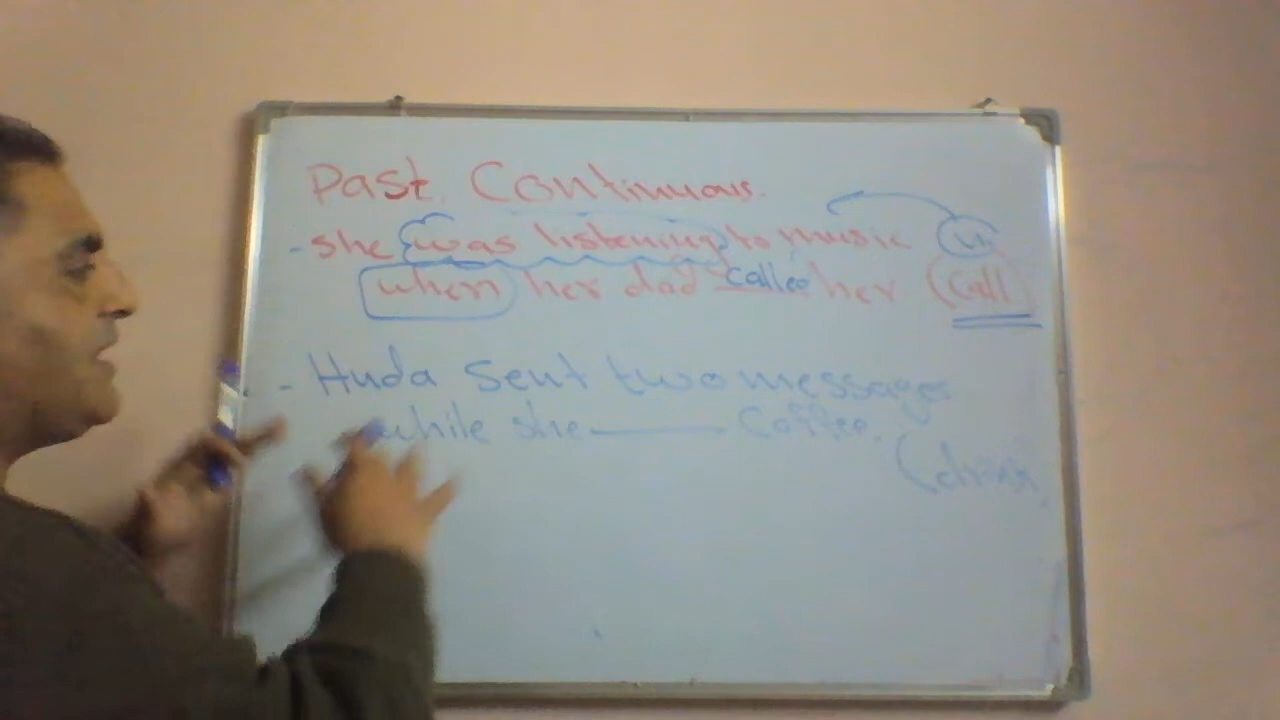 Past Continuous.
- she was listening to music
when her dad called her (Call)
- Huda sent two messages
while she ______ Coffee.
(drink